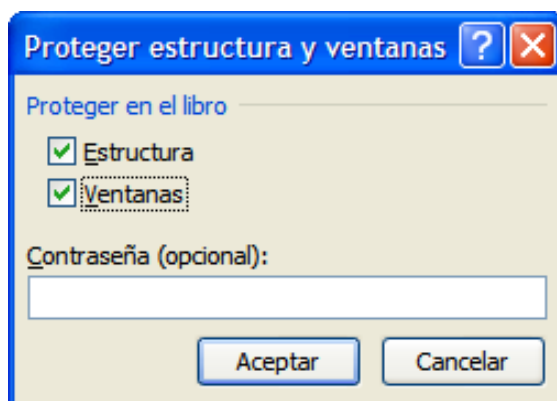 Proteger estructura y ventanas ?
Proteger en el libro
Estructura
Ventanas
Contraseña (opcional):
Aceptar Cancelar